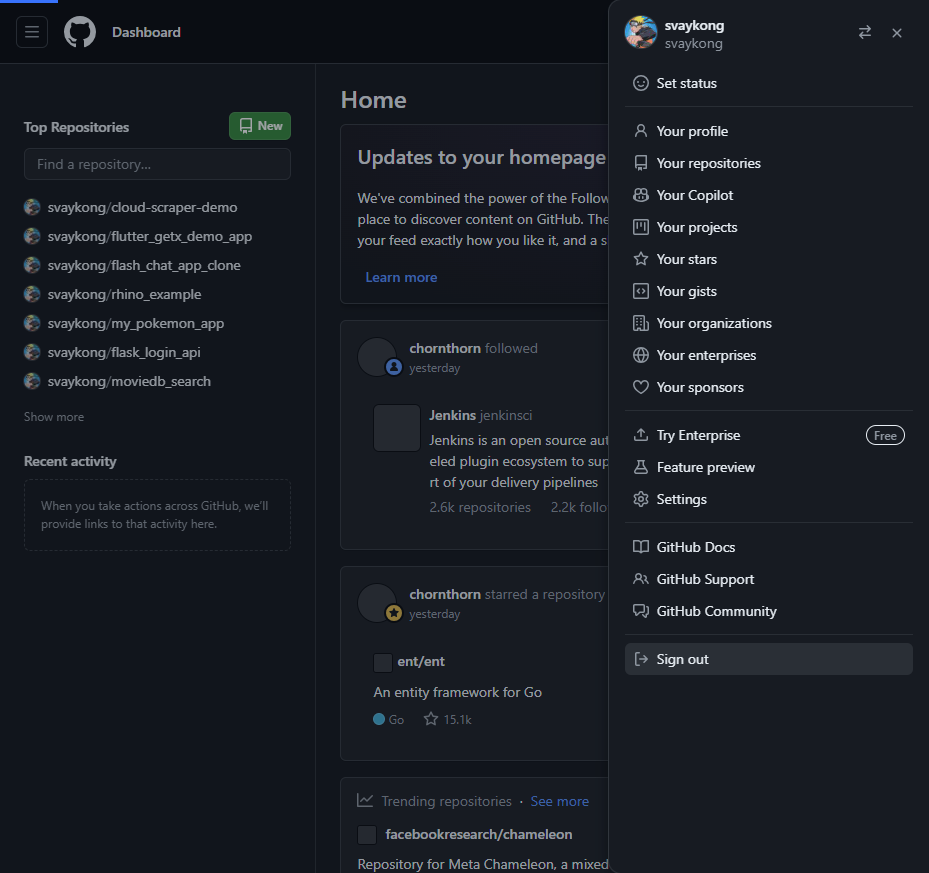 Dashboard
Top Repositories
New
Find a repository...
svaykong/cloud-scraper-demo
svaykong/flutter_getx_demo_app
svaykong/flash_chat_app_clone
svaykong/rhino_example
svaykong/my_pokemon_app
svaykong/flask_login_api
svaykong/moviedb_search
Show more
Recent activity
When you take actions across GitHub, we'll
provide links to that activity here.
Home
Updates to your homepage
We've combined the power of the Follow
place to discover content on GitHub. The
your feed exactly how you like it, and a s
Learn more
chornthorn followed
yesterday
Jenkins jenkinsci
Jenkins is an open source aut
eled plugin ecosystem to sup
rt of your delivery pipelines
2.6k repositories 2.2k follo
chornthorn starred a repository
yesterday
ent/ent
An entity framework for Go
Go 15.1k
Trending repositories · See more
facebookresearch/chameleon
Repository for Meta Chameleon, a mixed
svaykong
svaykong
Set status
Your profile
Your repositories
Your Copilot
Your projects
Your stars
Your gists
Your organizations
Your enterprises
Your sponsors
Try Enterprise Free
Feature preview
Settings
GitHub Docs
GitHub Support
GitHub Community
Sign out